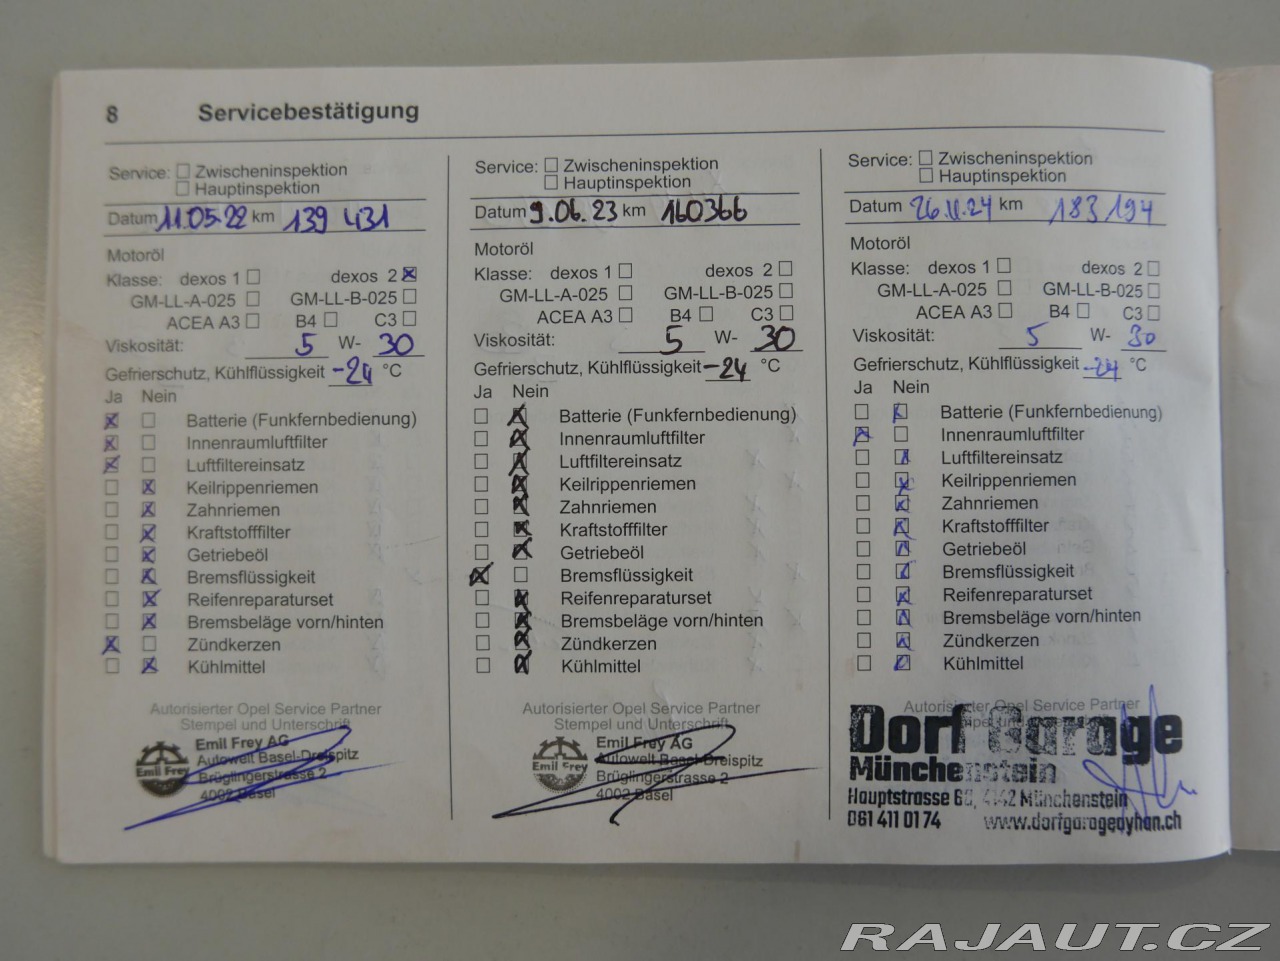 8 Servicebestätigung
Service: Zwischeninspektion
Hauptinspektion
Datum 11.05.22 km 139 431
Motoröl
Klasse: dexos 1 dexos 2
GM-LL-A-025 GM-LL-B-025
ACEA A3 B4 C3
Viskosität: 5 W- 30
Gefrierschutz, Kühlflüssigkeit -24 °C
Ja Nein
Batterie (Funkfernbedienung)
Innenraumluftfilter
Luftfiltereinsatz
Keilrippenriemen
Zahnriemen
Kraftstofffilter
Getriebeöl
Bremsflüssigkeit
Reifenreparaturset
Bremsbeläge vorn/hinten
Zündkerzen
Kühlmittel
Autorisierter Opel Service Partner
Stempel und Unterschrift
Emil Frey AG
Autowelt Basel-Dreispitz
Brüglingerstrasse 2
4002 Basel
Emil Frey
Service: Zwischeninspektion
Hauptinspektion
Datum 9.06.23 km 160366
Motoröl
Klasse: dexos 1 dexos 2
GM-LL-A-025 GM-LL-B-025
ACEA A3 B4 C3
Viskosität: 5 W- 30
Gefrierschutz, Kühlflüssigkeit -24 °C
Ja Nein
Batterie (Funkfernbedienung)
Innenraumluftfilter
Luftfiltereinsatz
Keilrippenriemen
Zahnriemen
Kraftstofffilter
Getriebeöl
Bremsflüssigkeit
Reifenreparaturset
Bremsbeläge vorn/hinten
Zündkerzen
Kühlmittel
Autorisierter Opel Service Partner
Stempel und Unterschrift
Emil Frey AG
Autowelt Basel-Dreispitz
Brüglingerstrasse 2
4002 Basel
Emil Frey
Service: Zwischeninspektion
Hauptinspektion
Datum km 183 194
Motoröl
Klasse: dexos 1 dexos 2
GM-LL-A-025 GM-LL-B-025
ACEA A3 B4 C3
Viskosität: 5 W- 30
Gefrierschutz, Kühlflüssigkeit -24 °C
Ja Nein
Batterie (Funkfernbedienung)
Innenraumluftfilter
Luftfiltereinsatz
Keilrippenriemen
Zahnriemen
Kraftstofffilter
Getriebeöl
Bremsflüssigkeit
Reifenreparaturset
Bremsbeläge vorn/hinten
Zündkerzen
Kühlmittel
Autorisierter Opel Service Partner
Dorf Garage
Münchenstein
Hauptstrasse 4142 Münchenstein
061 411 01 74 www.dorfgaragedyhan.ch
RAJAUT.CZ